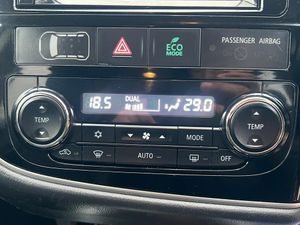 ECO
MODE
PASSENGER AIRBAG
18.5
DUAL
29.0
TEMP
TEMP
MODE
AUTO
OFF